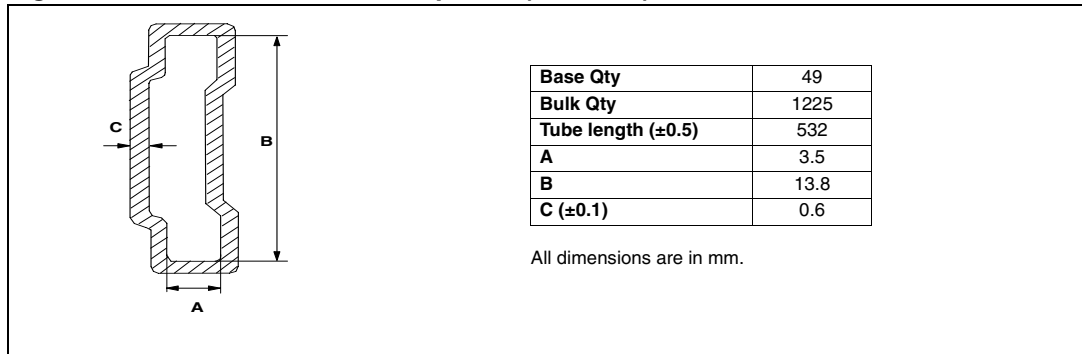 C
B
A
Base Qty 49
Bulk Qty 1225
Tube length (±0.5) 532
A 3.5
B 13.8
C (±0.1) 0.6
All dimensions are in mm.